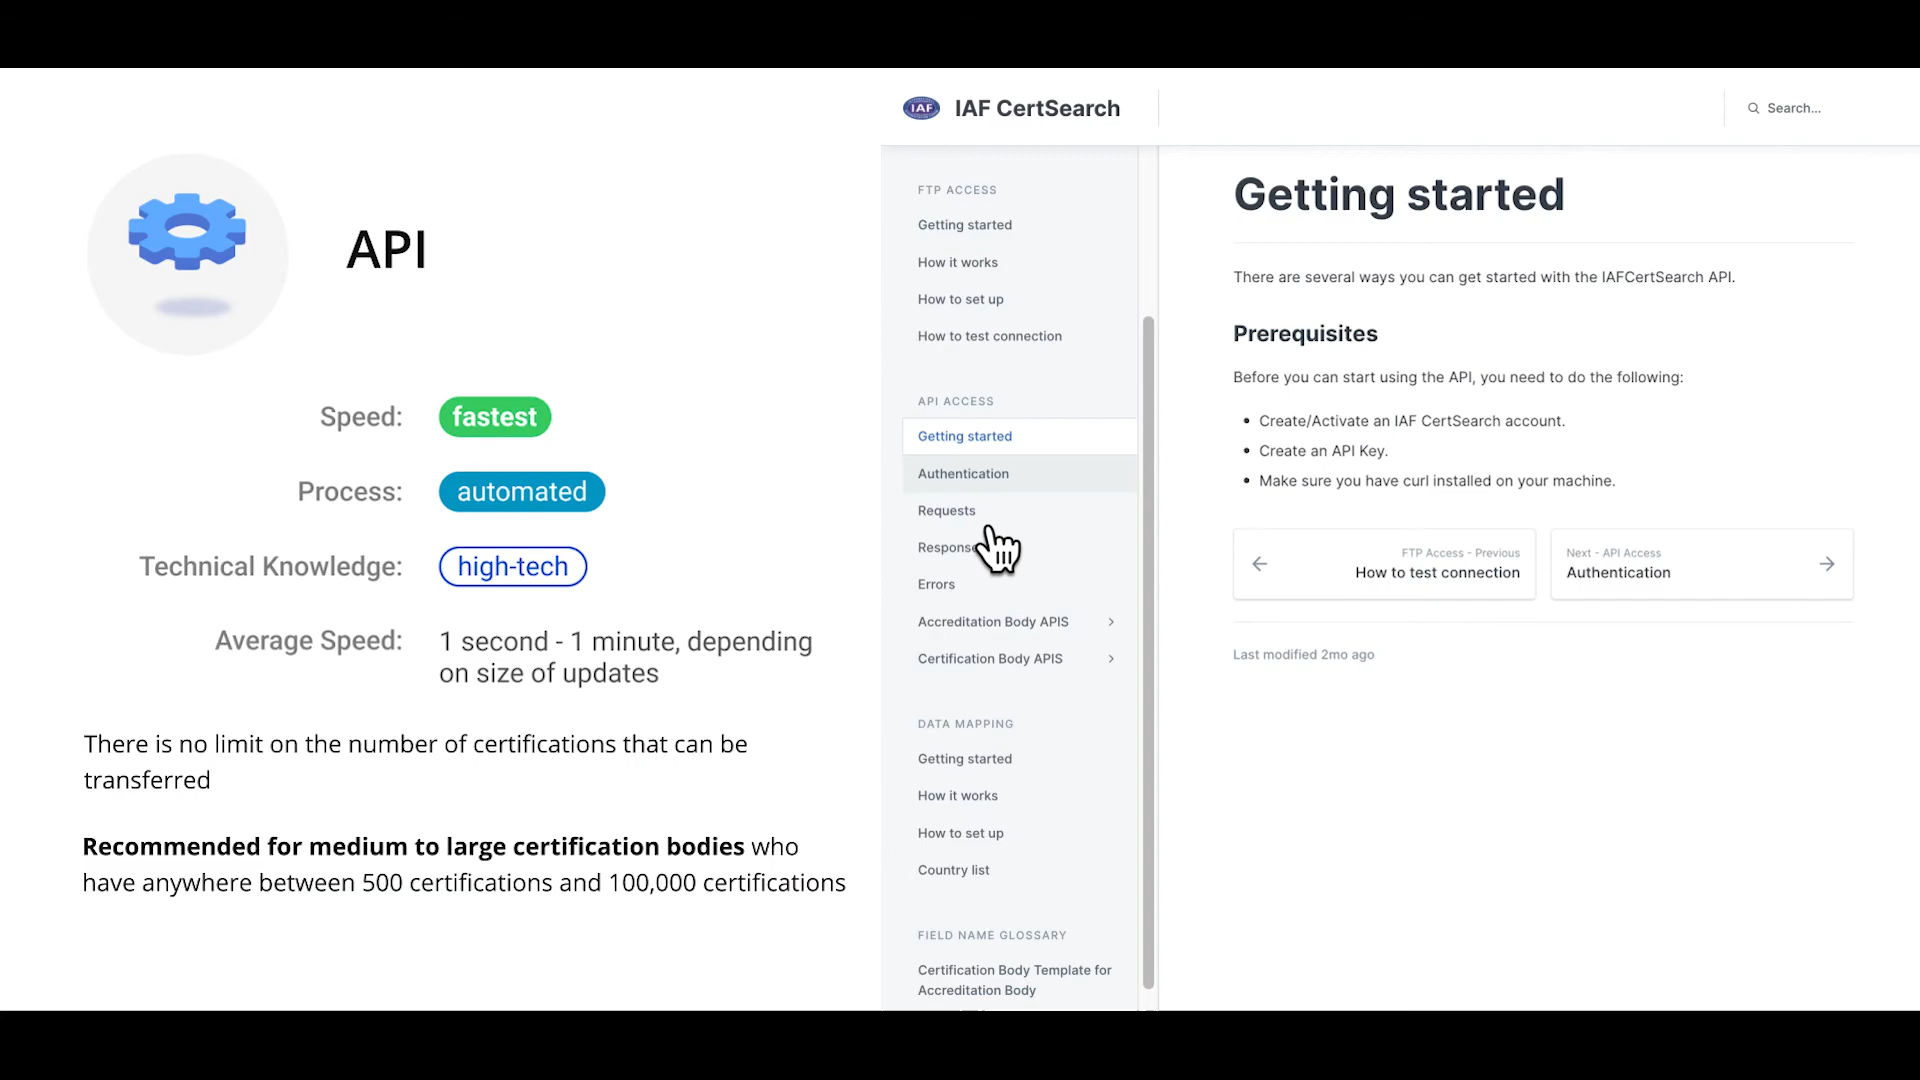 API
Speed: fastest
Process: automated
Technical Knowledge: high-tech
Average Speed: 1 second - 1 minute, depending
on size of updates
There is no limit on the number of certifications that can be
transferred
Recommended for medium to large certification bodies who
have anywhere between 500 certifications and 100,000 certifications
IAF
IAF CertSearch
Search...
FTP ACCESS
Getting started
How it works
How to set up
How to test connection
API ACCESS
Getting started
Authentication
Requests
Respons
Errors
Accreditation Body APIS
Certification Body APIS
DATA MAPPING
Getting started
How it works
How to set up
Country list
FIELD NAME GLOSSARY
Certification Body Template for
Accreditation Body
Getting started
There are several ways you can get started with the IAFCertSearch API.
Prerequisites
Before you can start using the API, you need to do the following:
• Create/Activate an IAF CertSearch account.
• Create an API Key.
• Make sure you have curl installed on your machine.
FTP Access - Previous
How to test connection
Next - API Access
Authentication
Last modified 2mo ago